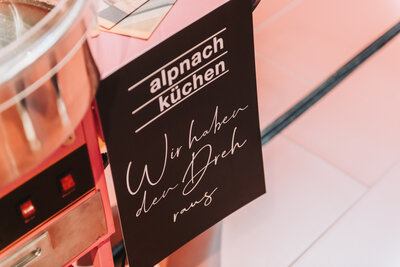 alpnach
küchen
Wir haben
den Dreh
raus